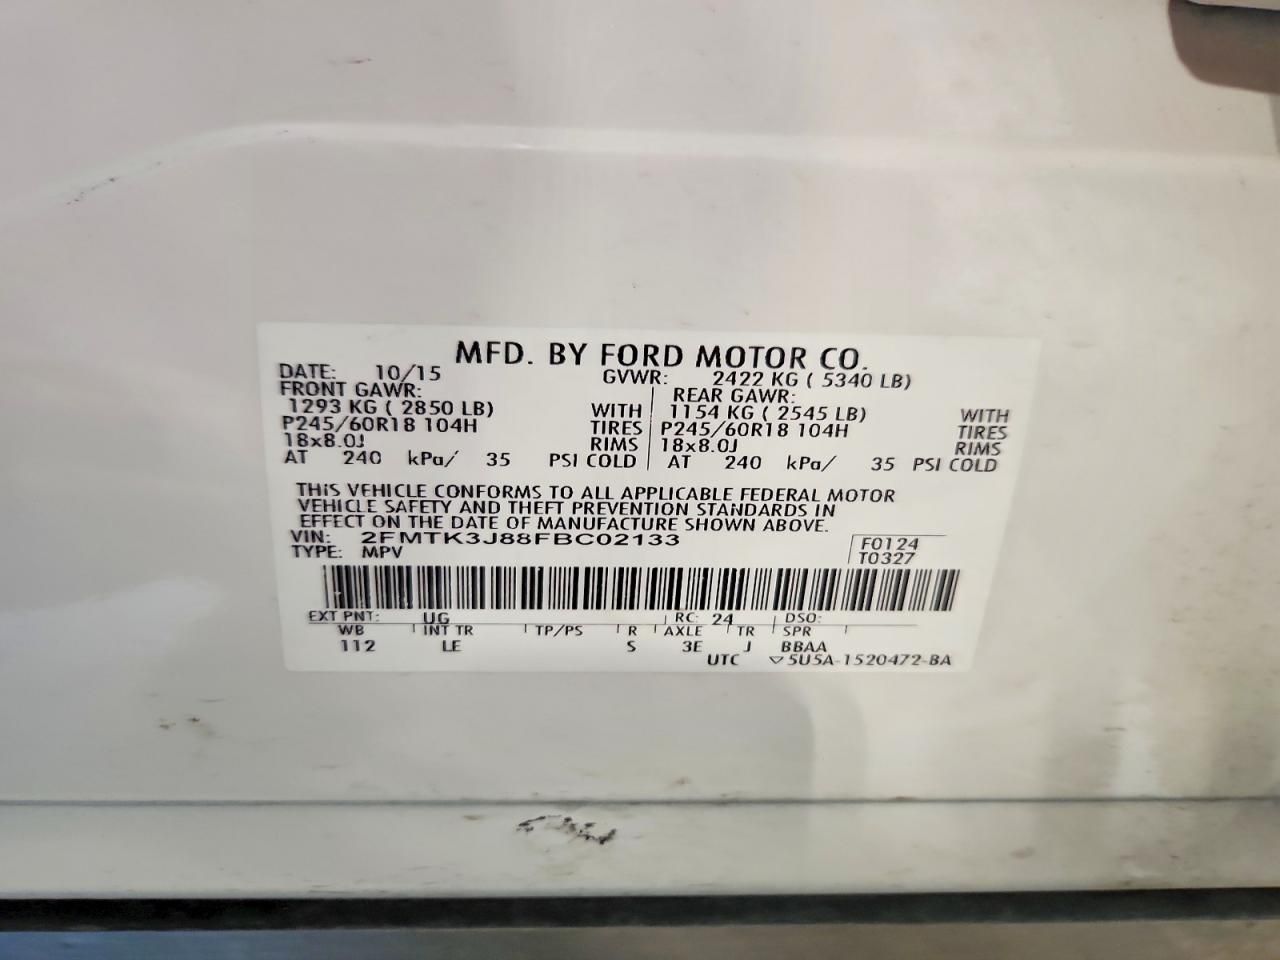 MFD. BY FORD MOTOR CO.
DATE: 10/15 GVWR: 2422 KG ( 5340 LB)
FRONT GAWR: REAR GAWR:
1293 KG ( 2850 LB) WITH 1154 KG ( 2545 LB) WITH
P245/60R18 104H TIRES P245/60R18 104H TIRES
18x8.0J RIMS 18x8.0J RIMS
AT 240 kPa/ 35 PSI COLD AT 240 kPa/ 35 PSI COLD
THIS VEHICLE CONFORMS TO ALL APPLICABLE FEDERAL MOTOR
VEHICLE SAFETY AND THEFT PREVENTION STANDARDS IN
EFFECT ON THE DATE OF MANUFACTURE SHOWN ABOVE.
VIN: 2FMTK3J88FBC02133 F0124
TYPE: MPV T0327
EXT PNT: UG RC: 24 DSO:
WB INT TR TP/PS R AXLE TR SPR
112 LE S 3E J BBAA
UTC ▽5U5A-1520472-BA